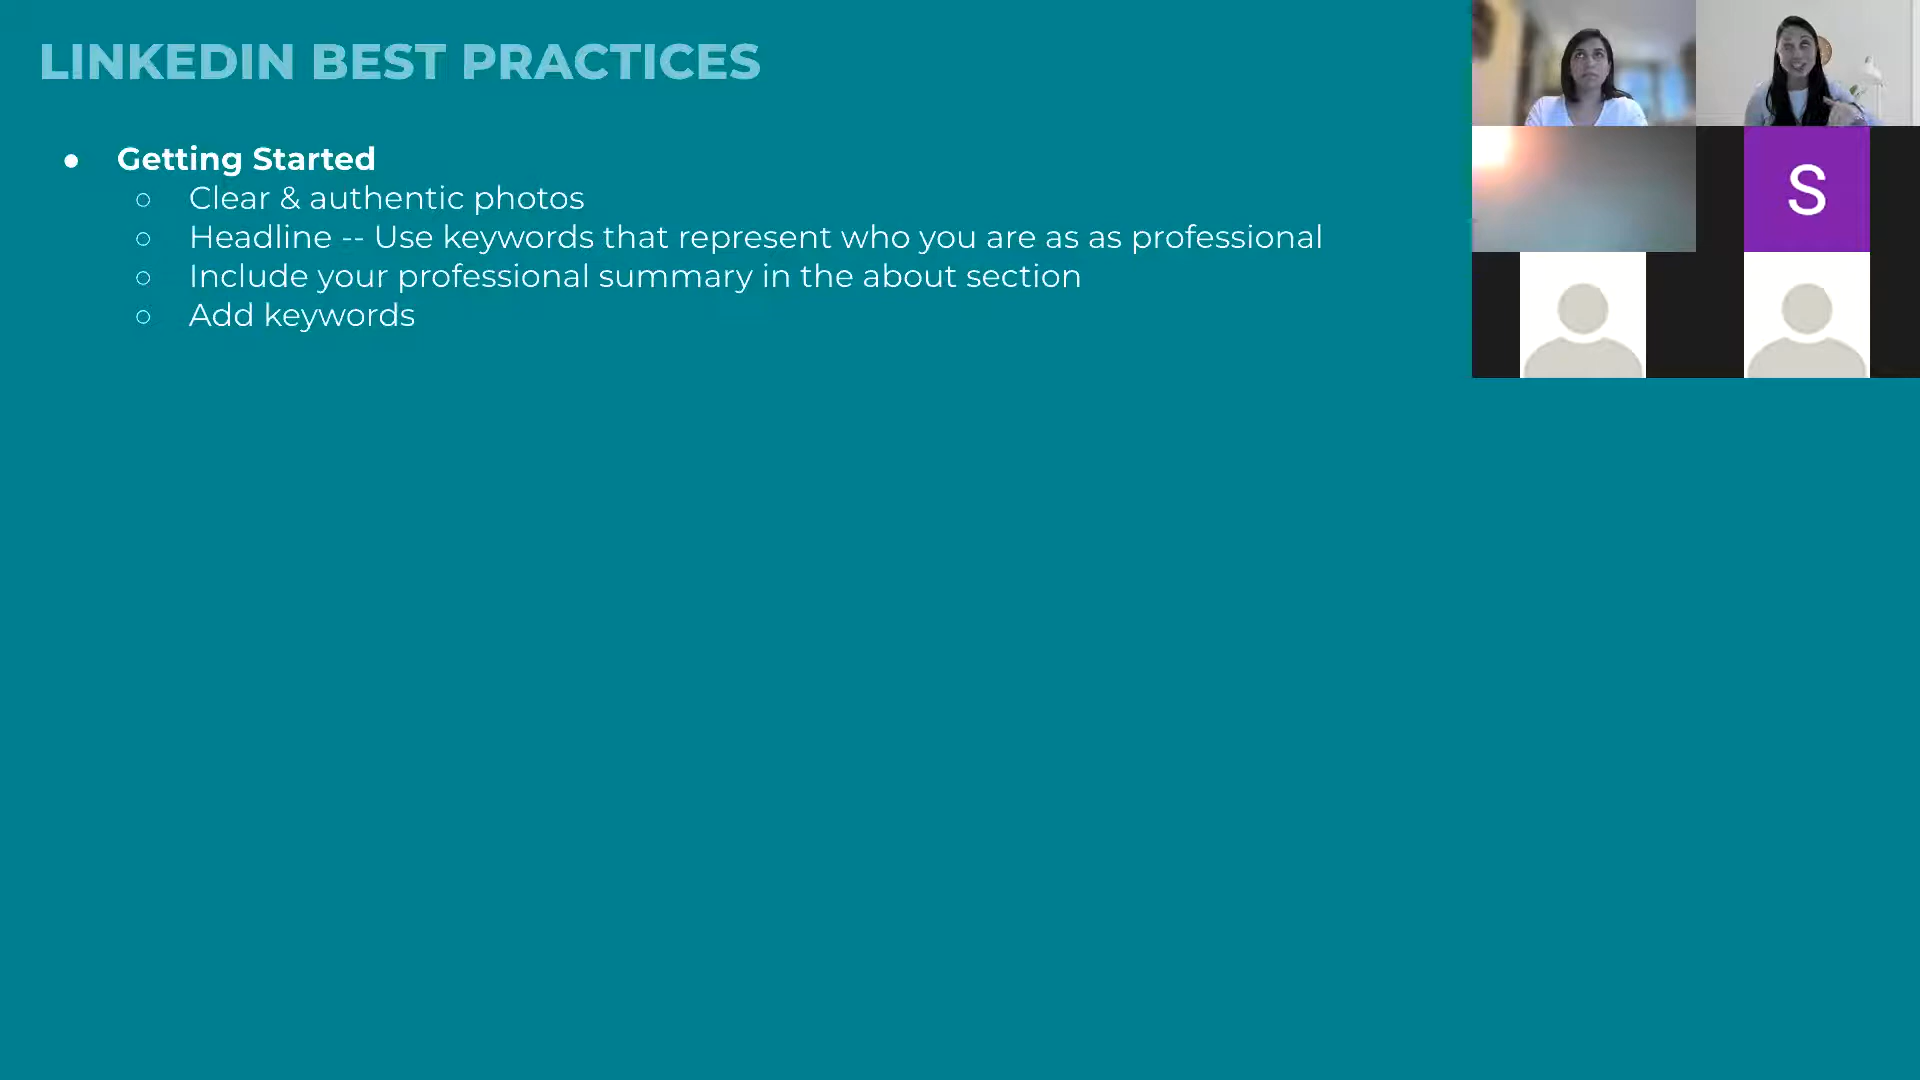 LINKEDIN BEST PRACTICES
● Getting Started
○ Clear & authentic photos
○ Headline -- Use keywords that represent who you are as as professional
○ Include your professional summary in the about section
○ Add keywords
S